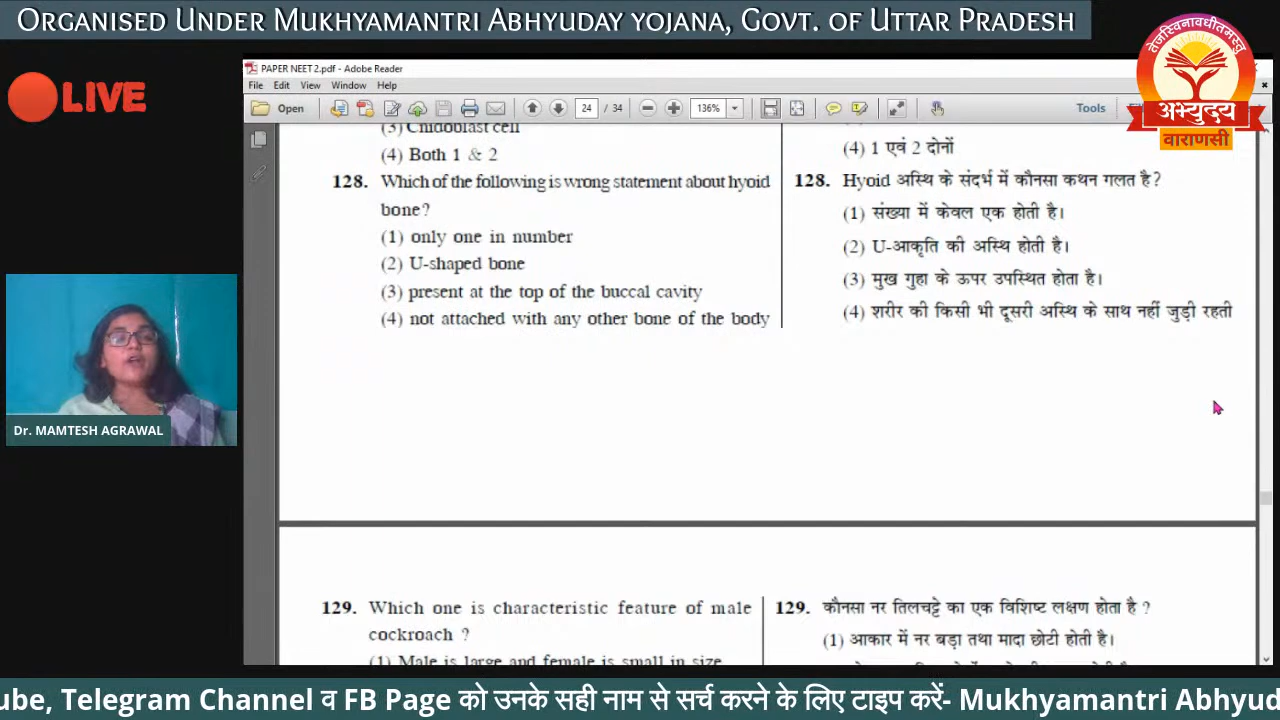 ORGANISED UNDER MUKHYAMANTRI ABHYUDAY YOJANA, GOVT. OF UTTAR PRADESH
तेजस्विनावधीतमस्तु
अभ्युदय
वाराणसी
LIVE
PAPER NEET 2.pdf - Adobe Reader
File Edit View Window Help
Open 24 / 34 136% Tools
(3) Cnidoblast cell
(4) Both 1 & 2
128. Which of the following is wrong statement about hyoid
bone?
(1) only one in number
(2) U-shaped bone
(3) present at the top of the buccal cavity
(4) not attached with any other bone of the body
(4) 1 एवं 2 दोनों
128. Hyoid अस्थि के संदर्भ में कौनसा कथन गलत है?
(1) संख्या में केवल एक होती है।
(2) U-आकृति की अस्थि होती है।
(3) मुख गुहा के ऊपर उपस्थित होता है।
(4) शरीर की किसी भी दूसरी अस्थि के साथ नहीं जुड़ी रहती
Dr. MAMTESH AGRAWAL
129. Which one is characteristic feature of male
cockroach ?
(1) Male is large and female is small in size
129. कौनसा नर तिलचट्टे का एक विशिष्ट लक्षण होता है ?
(1) आकार में नर बड़ा तथा मादा छोटी होती है।
ube, Telegram Channel व FB Page को उनके सही नाम से सर्च करने के लिए टाइप करें- Mukhyamantri Abhyud